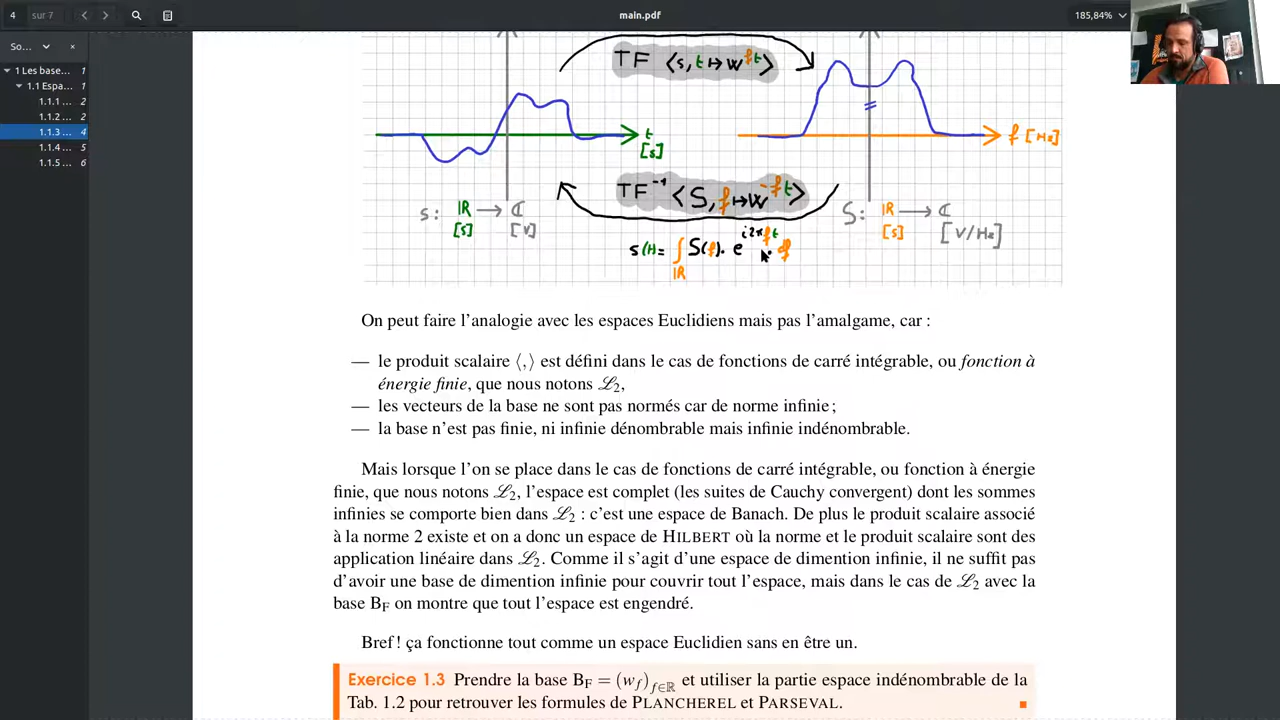 4 sur 7 main.pdf 185,84%
So...
1 Les base... 1
1.1 Espa... 1
1.1.1 ... 2
1.1.2 ... 2
1.1.3 ... 4
1.1.4 ... 5
1.1.5 ... 6
TF ⟨s, t ↦ w^{ft}⟩
t
[s]
f [Hz]
TF⁻¹ ⟨S, f ↦ w^{-ft}⟩
s: ℝ → ℂ
[s] [V]
S: ℝ → ℂ
[s] [V/Hz]
s(t)= ∫_ℝ S(f). e^{i2πft} df
On peut faire l'analogie avec les espaces Euclidiens mais pas l'amalgame, car :
— le produit scalaire ⟨,⟩ est défini dans le cas de fonctions de carré intégrable, ou fonction à
énergie finie, que nous notons ℒ₂,
— les vecteurs de la base ne sont pas normés car de norme infinie ;
— la base n'est pas finie, ni infinie dénombrable mais infinie indénombrable.
Mais lorsque l'on se place dans le cas de fonctions de carré intégrable, ou fonction à énergie
finie, que nous notons ℒ₂, l'espace est complet (les suites de Cauchy convergent) dont les sommes
infinies se comporte bien dans ℒ₂ : c'est une espace de Banach. De plus le produit scalaire associé
à la norme 2 existe et on a donc un espace de HILBERT où la norme et le produit scalaire sont des
application linéaire dans ℒ₂. Comme il s'agit d'une espace de dimention infinie, il ne suffit pas
d'avoir une base de dimention infinie pour couvrir tout l'espace, mais dans le cas de ℒ₂ avec la
base B_F on montre que tout l'espace est engendré.
Bref ! ça fonctionne tout comme un espace Euclidien sans en être un.
Exercice 1.3 Prendre la base B_F = (w_f)_{f∈ℝ} et utiliser la partie espace indénombrable de la
Tab. 1.2 pour retrouver les formules de PLANCHEREL et PARSEVAL.